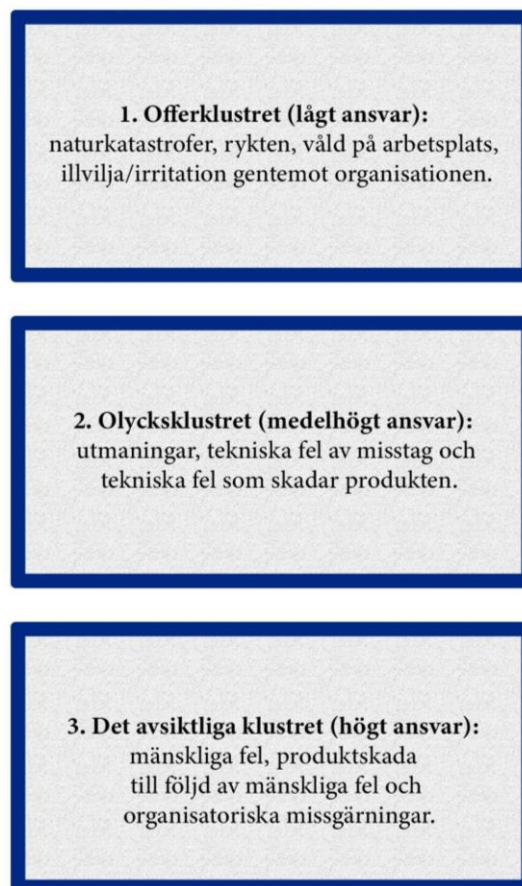 1. Offerklustret (lågt ansvar):
naturkatastrofer, rykten, våld på arbetsplats,
illvilja/irritation gentemot organisationen.
2. Olycksklustret (medelhögt ansvar):
utmaningar, tekniska fel av misstag och
tekniska fel som skadar produkten.
3. Det avsiktliga klustret (högt ansvar):
mänskliga fel, produktskada
till följd av mänskliga fel och
organisatoriska missgärningar.